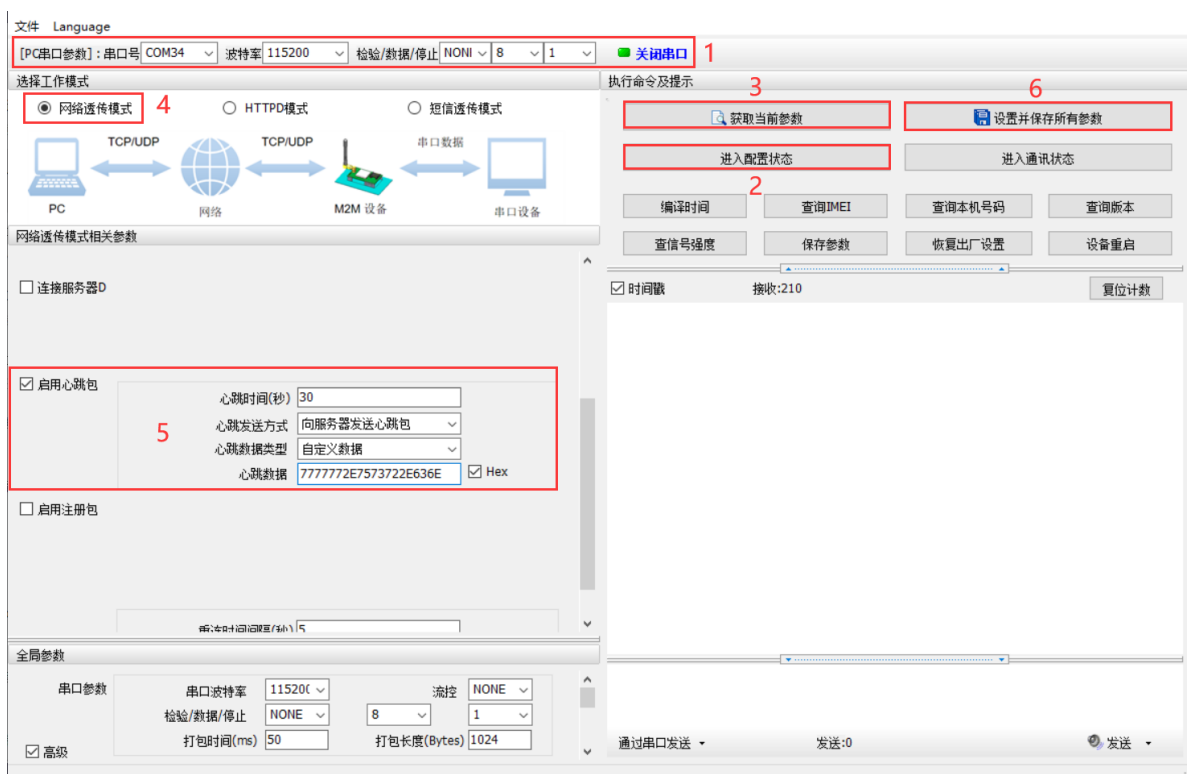 文件 Language
[PC串口参数]：串口号 COM34 波特率 115200 检验/数据/停止 NONI 8 1 关闭串口 1
选择工作模式
网络透传模式 4 HTTPD模式 短信透传模式
TCP/UDP TCP/UDP 串口数据
PC 网络 M2M 设备 串口设备
网络透传模式相关参数
连接服务器D
启用心跳包
心跳时间(秒) 30
心跳发送方式 向服务器发送心跳包
5
心跳数据类型 自定义数据
心跳数据 7777772E7573722E636E Hex
启用注册包
重连时间间隔(秒) 5
全局参数
串口参数 串口波特率 11520( 流控 NONE
检验/数据/停止 NONE 8 1
打包时间(ms) 50 打包长度(Bytes) 1024
高级
执行命令及提示
3 6
获取当前参数 设置并保存所有参数
进入配置状态 进入通讯状态
2
编译时间 查询IMEI 查询本机号码 查询版本
查信号强度 保存参数 恢复出厂设置 设备重启
时间戳 接收:210 复位计数
通过串口发送 发送:0 发送